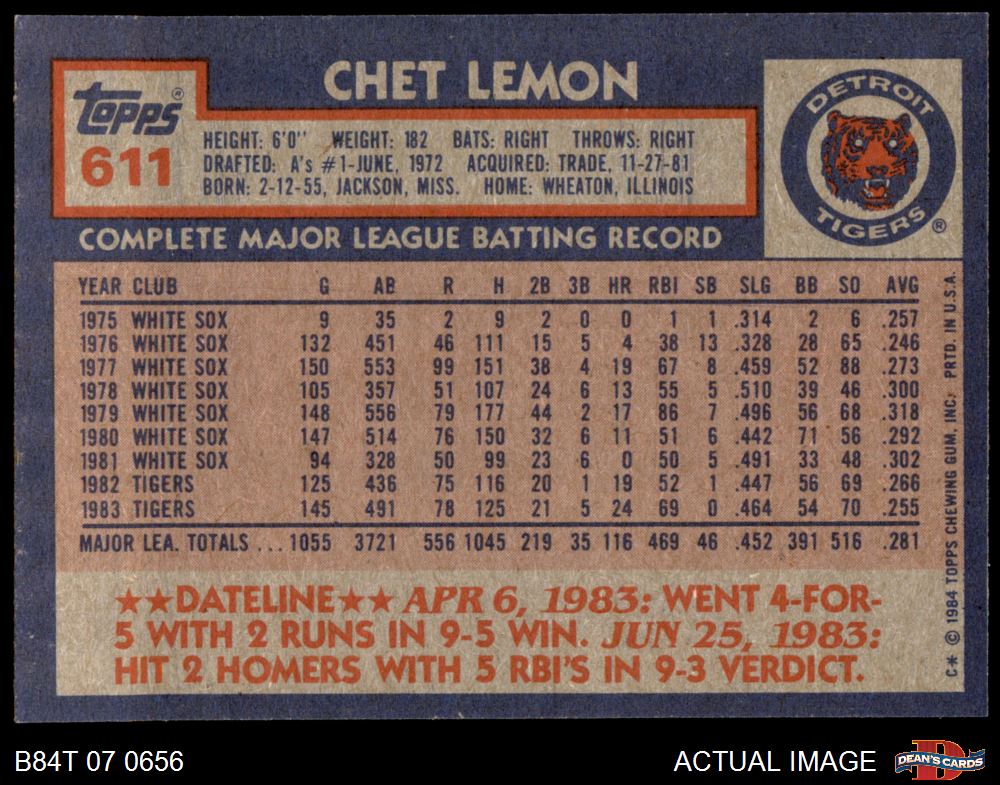 CHET LEMON
TOPPS®
611
HEIGHT: 6'0" WEIGHT: 182 BATS: RIGHT THROWS: RIGHT
DRAFTED: A's #1-JUNE, 1972 ACQUIRED: TRADE, 11-27-81
BORN: 2-12-55, JACKSON, MISS. HOME: WHEATON, ILLINOIS
DETROIT
TIGERS®
COMPLETE MAJOR LEAGUE BATTING RECORD
YEAR CLUB G AB R H 2B 3B HR RBI SB SLG BB SO AVG
1975 WHITE SOX 9 35 2 9 2 0 0 1 1 .314 2 6 .257
1976 WHITE SOX 132 451 46 111 15 5 4 38 13 .328 28 65 .246
1977 WHITE SOX 150 553 99 151 38 4 19 67 8 .459 52 88 .273
1978 WHITE SOX 105 357 51 107 24 6 13 55 5 .510 39 46 .300
1979 WHITE SOX 148 556 79 177 44 2 17 86 7 .496 56 68 .318
1980 WHITE SOX 147 514 76 150 32 6 11 51 6 .442 71 56 .292
1981 WHITE SOX 94 328 50 99 23 6 0 50 5 .491 33 48 .302
1982 TIGERS 125 436 75 116 20 1 19 52 1 .447 56 69 .266
1983 TIGERS 145 491 78 125 21 5 24 69 0 .464 54 70 .255
MAJOR LEA. TOTALS ... 1055 3721 556 1045 219 35 116 469 46 .452 391 516 .281
★★DATELINE★★ APR 6, 1983: WENT 4-FOR-
5 WITH 2 RUNS IN 9-5 WIN. JUN 25, 1983:
HIT 2 HOMERS WITH 5 RBI'S IN 9-3 VERDICT.
C* © 1984 TOPPS CHEWING GUM, INC. PRTD. IN U.S.A.
B84T 07 0656
ACTUAL IMAGE
D
DEAN'S CARDS